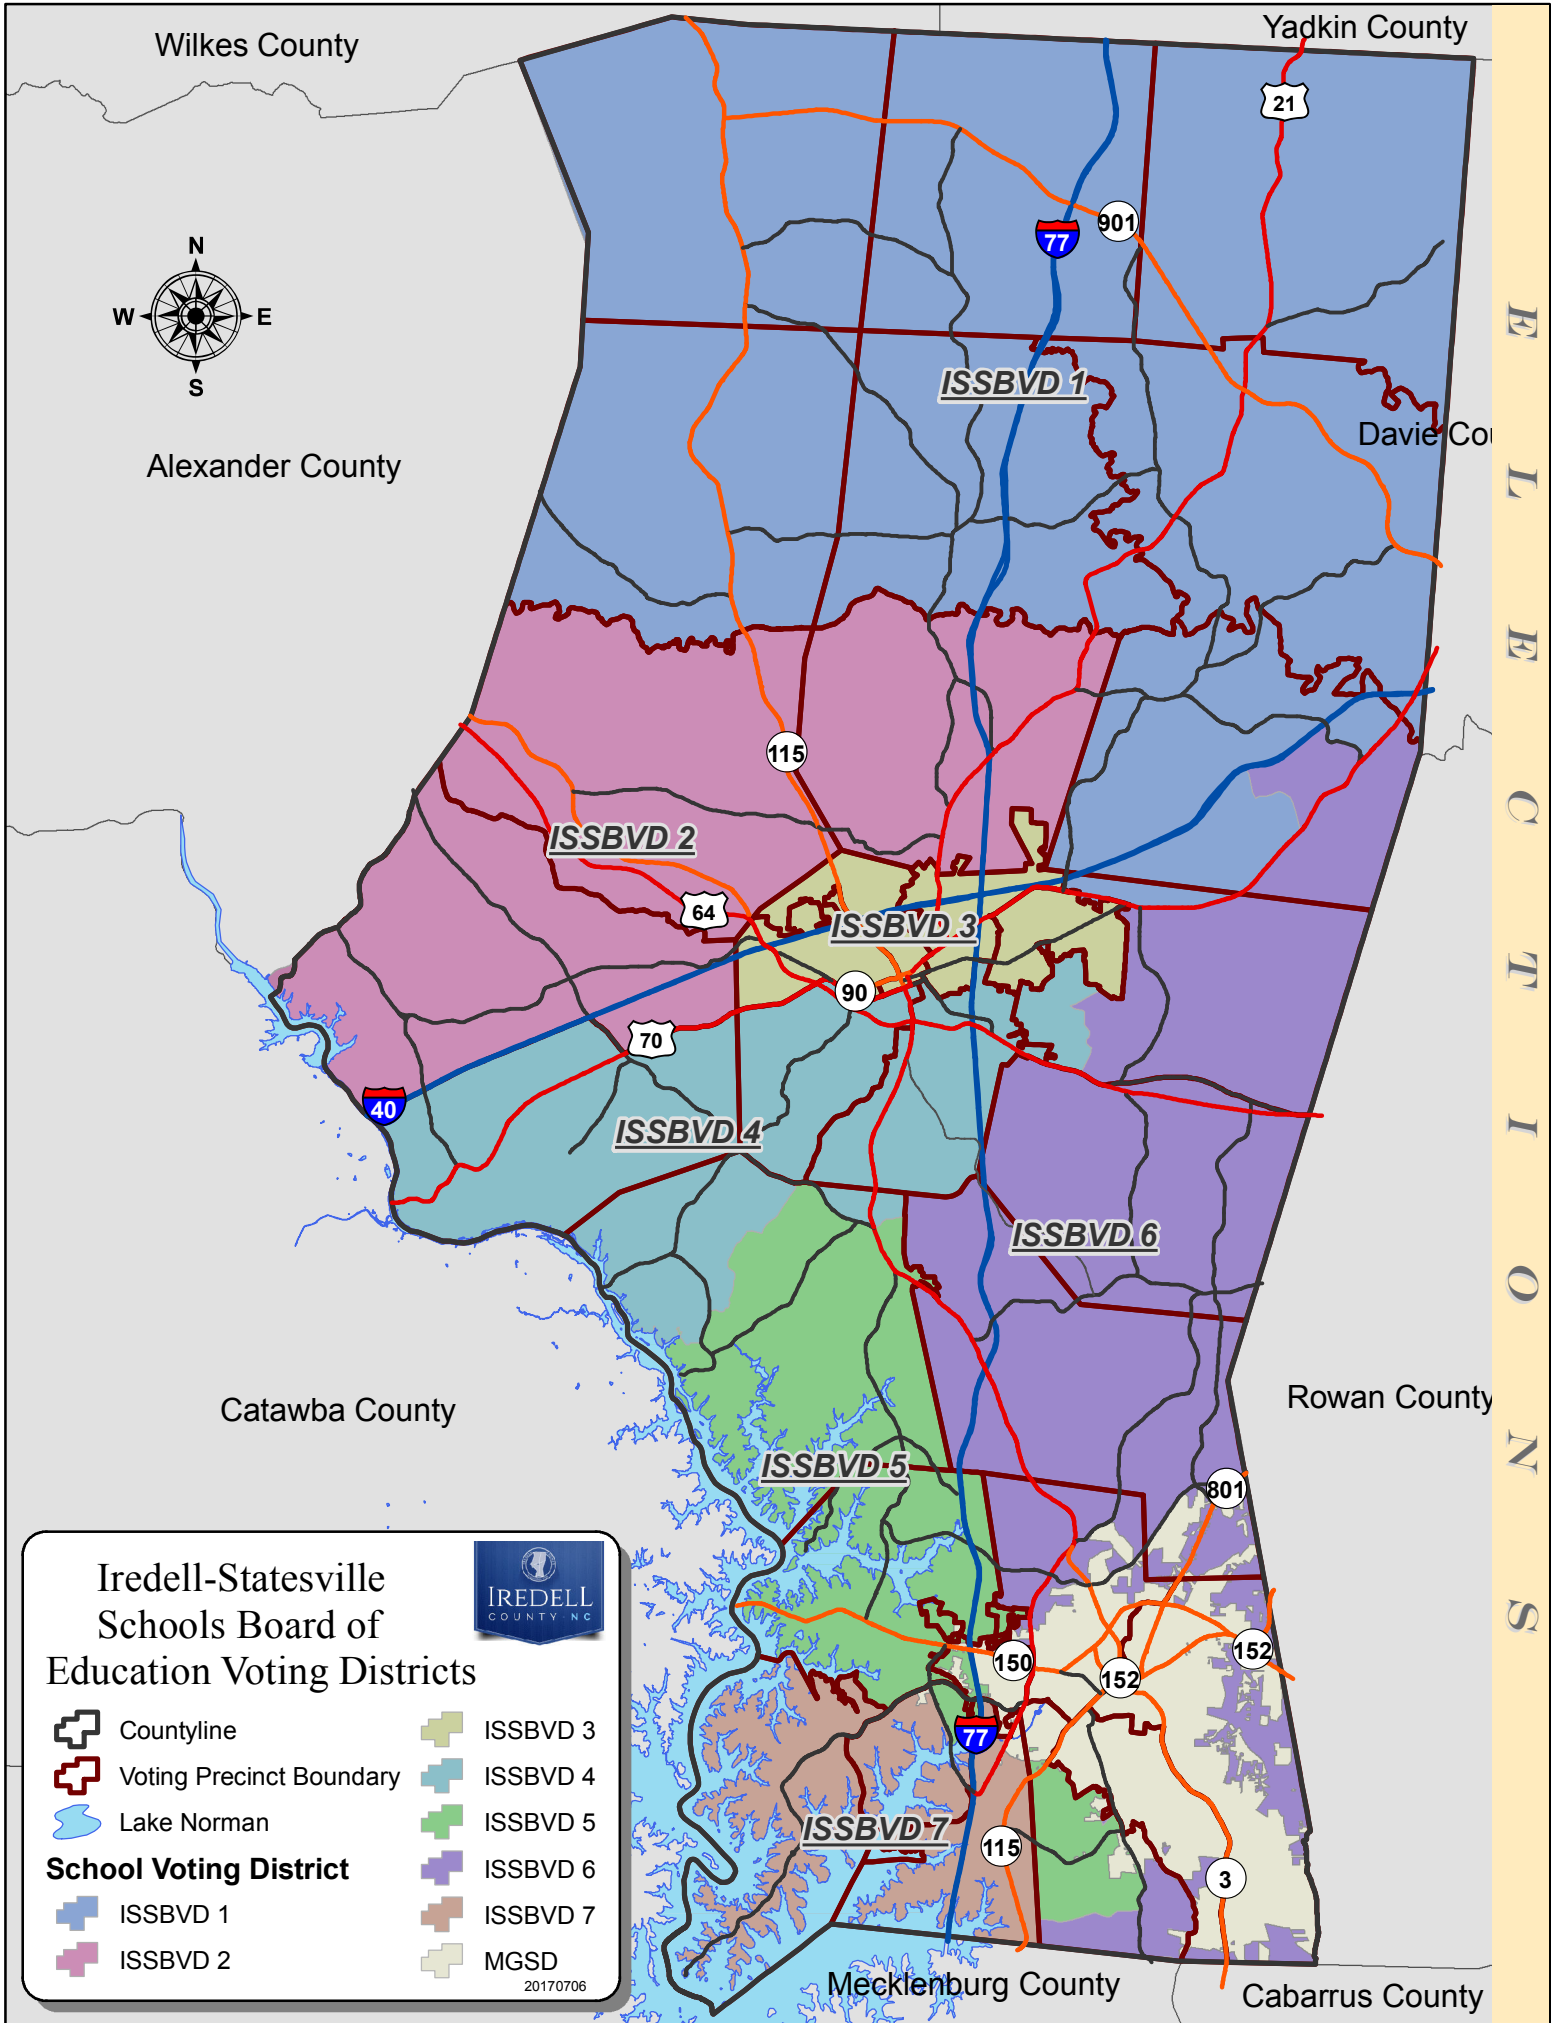 Wilkes County
Yadkin County
21
N
W
E
S
901
77
ISSBVD 1
Davie Cou
Alexander County
115
ISSBVD 2
64
ISSBVD 3
90
70
40
ISSBVD 4
ISSBVD 6
Catawba County
Rowan County
ISSBVD 5
801
150
152
152
77
ISSBVD 7
115
3
Mecklenburg County
Cabarrus County
ELECTIONS
Iredell-Statesville
Schools Board of
Education Voting Districts
IREDELL
COUNTY NC
Countyline
Voting Precinct Boundary
Lake Norman
School Voting District
ISSBVD 1
ISSBVD 2
ISSBVD 3
ISSBVD 4
ISSBVD 5
ISSBVD 6
ISSBVD 7
MGSD
20170706